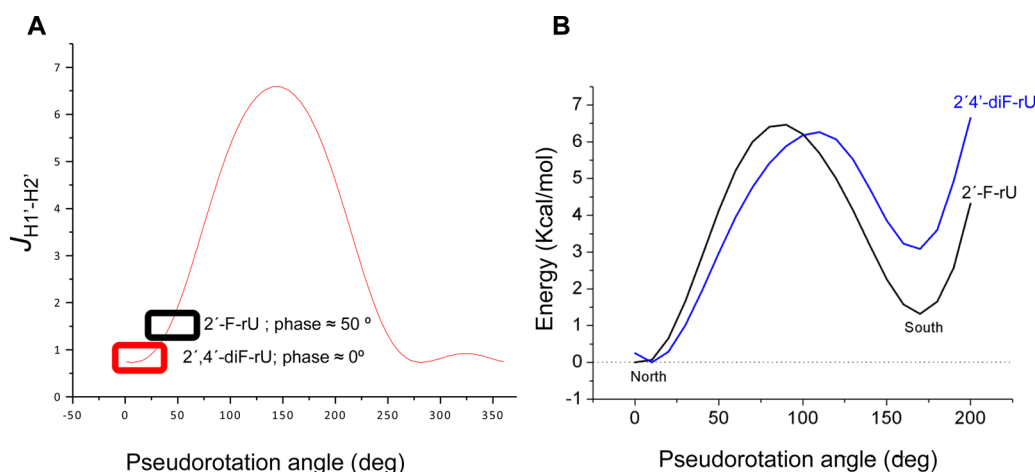 A
7
6
5
4
3
2
1
0
JH1'-H2'
2´-F-rU ; phase ≈ 50 º
2´,4´-diF-rU; phase ≈ 0º
-50 0 50 100 150 200 250 300 350
Pseudorotation angle (deg)
B
7
6
5
4
3
2
1
0
-1
Energy (Kcal/mol)
2´4'-diF-rU
2´-F-rU
South
North
0 50 100 150 200
Pseudorotation angle (deg)